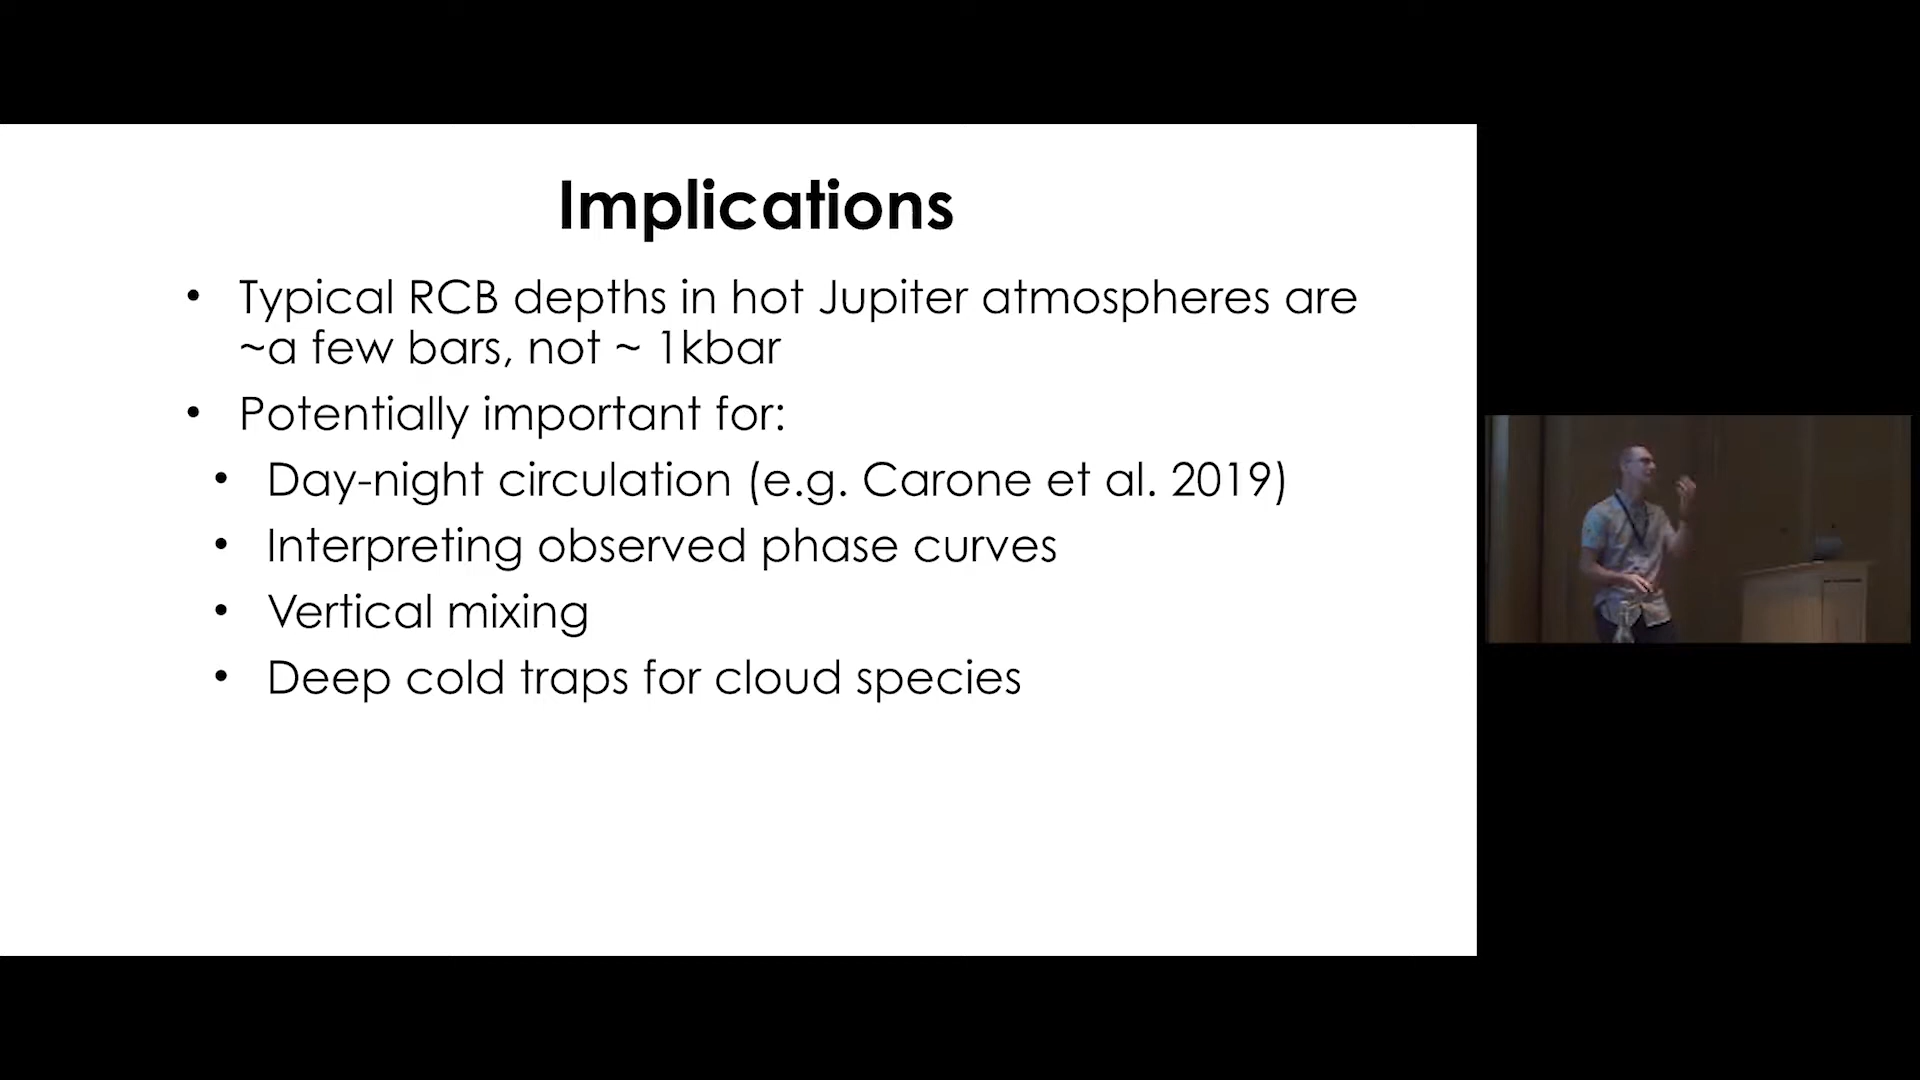 Implications
• Typical RCB depths in hot Jupiter atmospheres are
~a few bars, not ~ 1kbar
• Potentially important for:
• Day-night circulation (e.g. Carone et al. 2019)
• Interpreting observed phase curves
• Vertical mixing
• Deep cold traps for cloud species